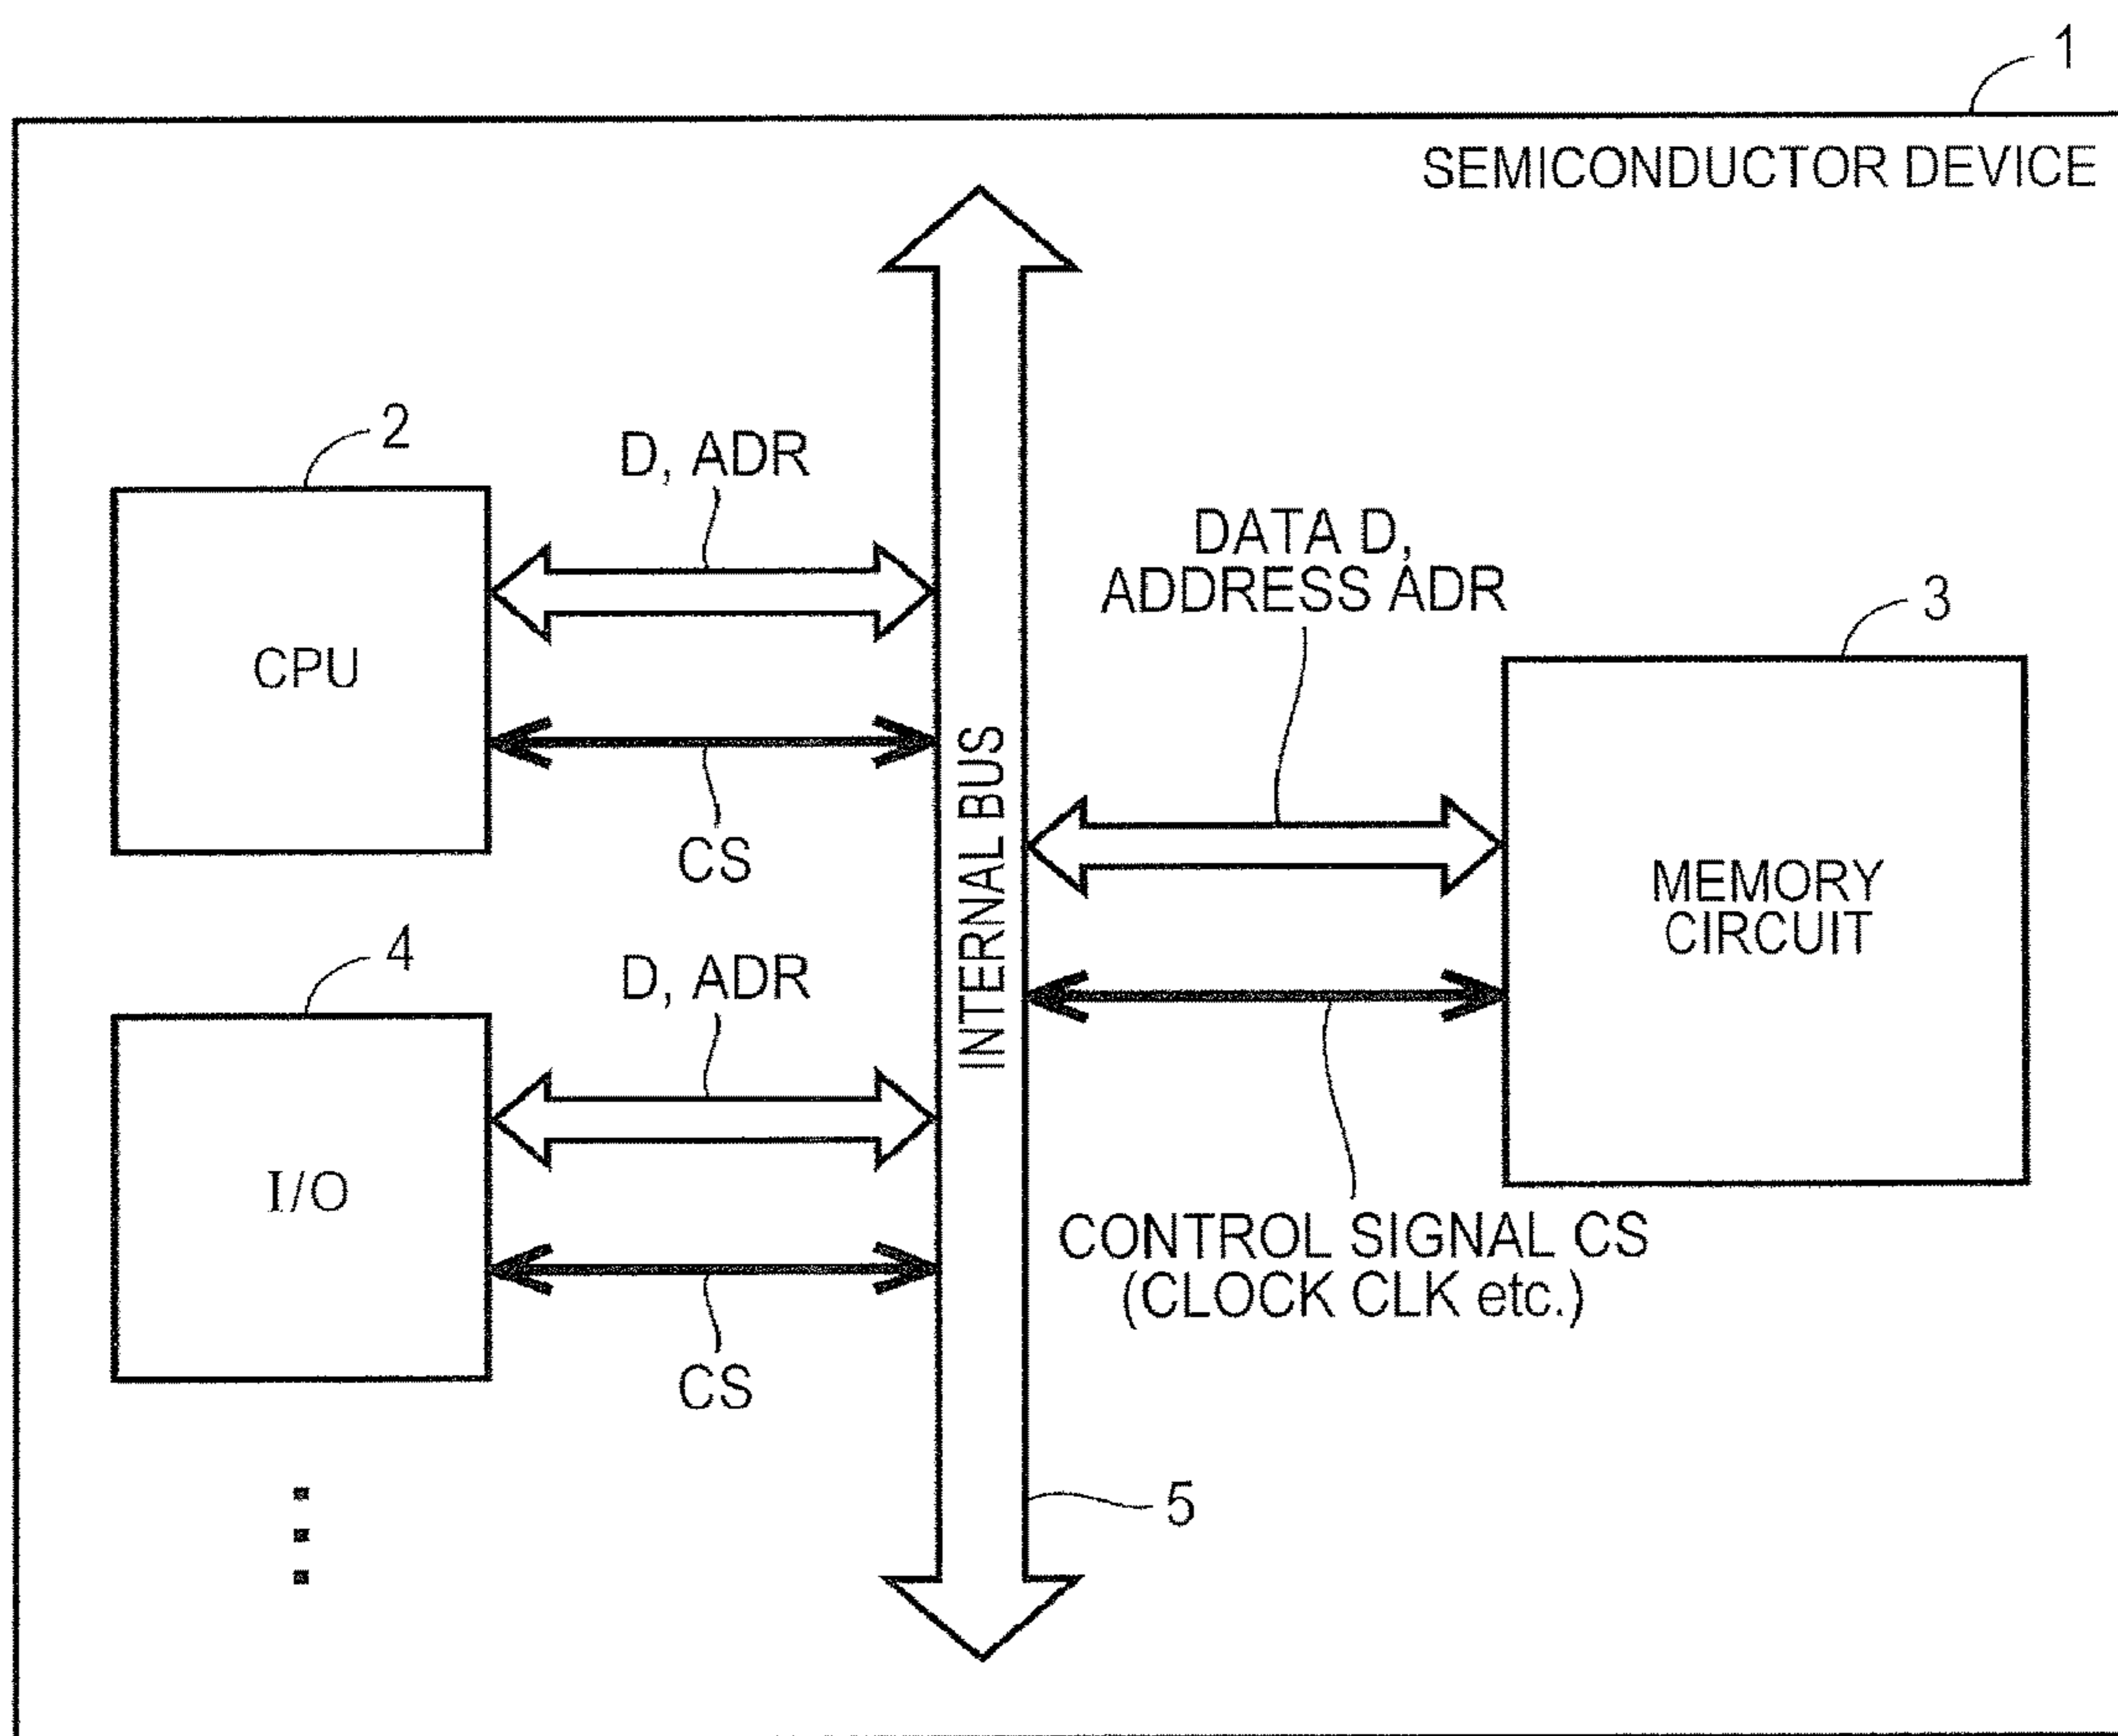 1
SEMICONDUCTOR DEVICE
2
D, ADR
CPU
CS
DATA D,
ADDRESS ADR
3
MEMORY
CIRCUIT
INTERNAL BUS
4
D, ADR
I/O
CS
CONTROL SIGNAL CS
(CLOCK CLK etc.)
5